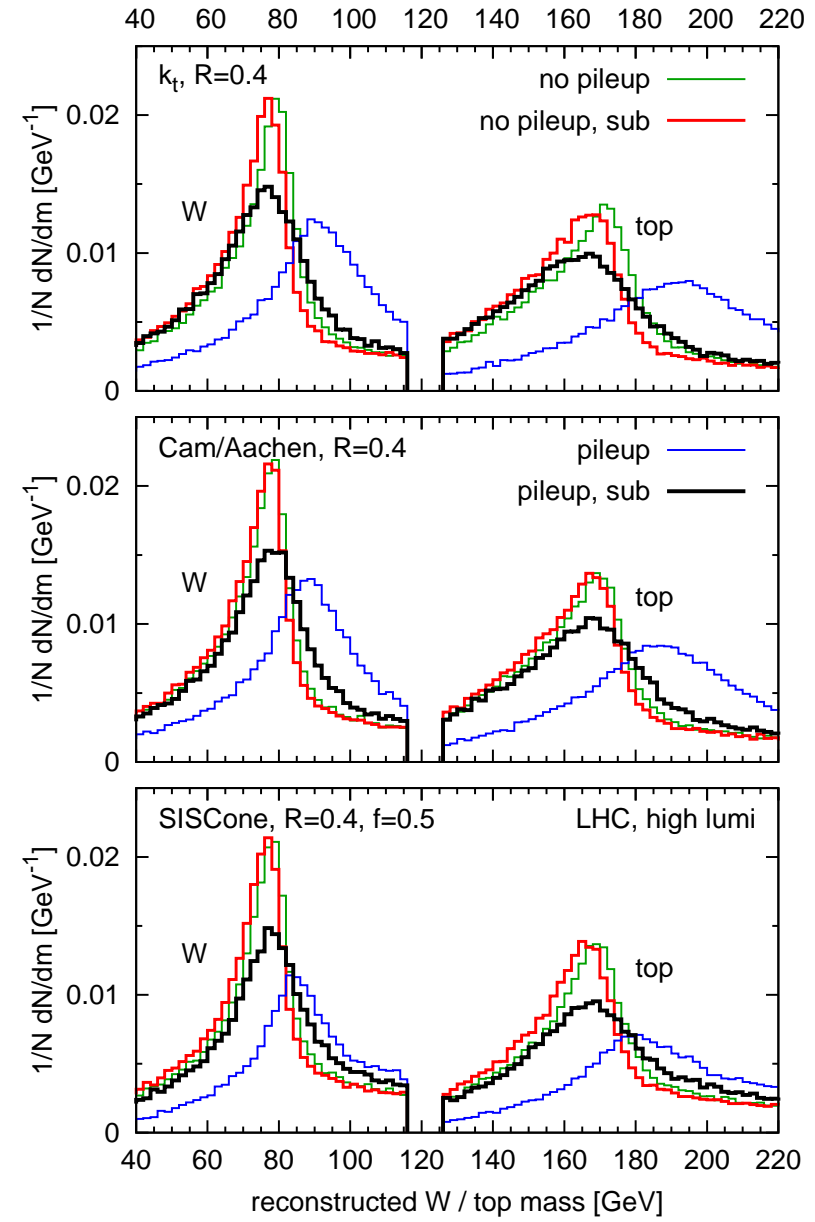 40 60 80 100 120 140 160 180 200 220
k_t, R=0.4
no pileup
no pileup, sub
W
top
1/N dN/dm [GeV⁻¹]
0.02
0.01
0
Cam/Aachen, R=0.4
pileup
pileup, sub
W
top
1/N dN/dm [GeV⁻¹]
0.02
0.01
0
SISCone, R=0.4, f=0.5
LHC, high lumi
W
top
1/N dN/dm [GeV⁻¹]
0.02
0.01
0
40 60 80 100 120 140 160 180 200 220
reconstructed W / top mass [GeV]